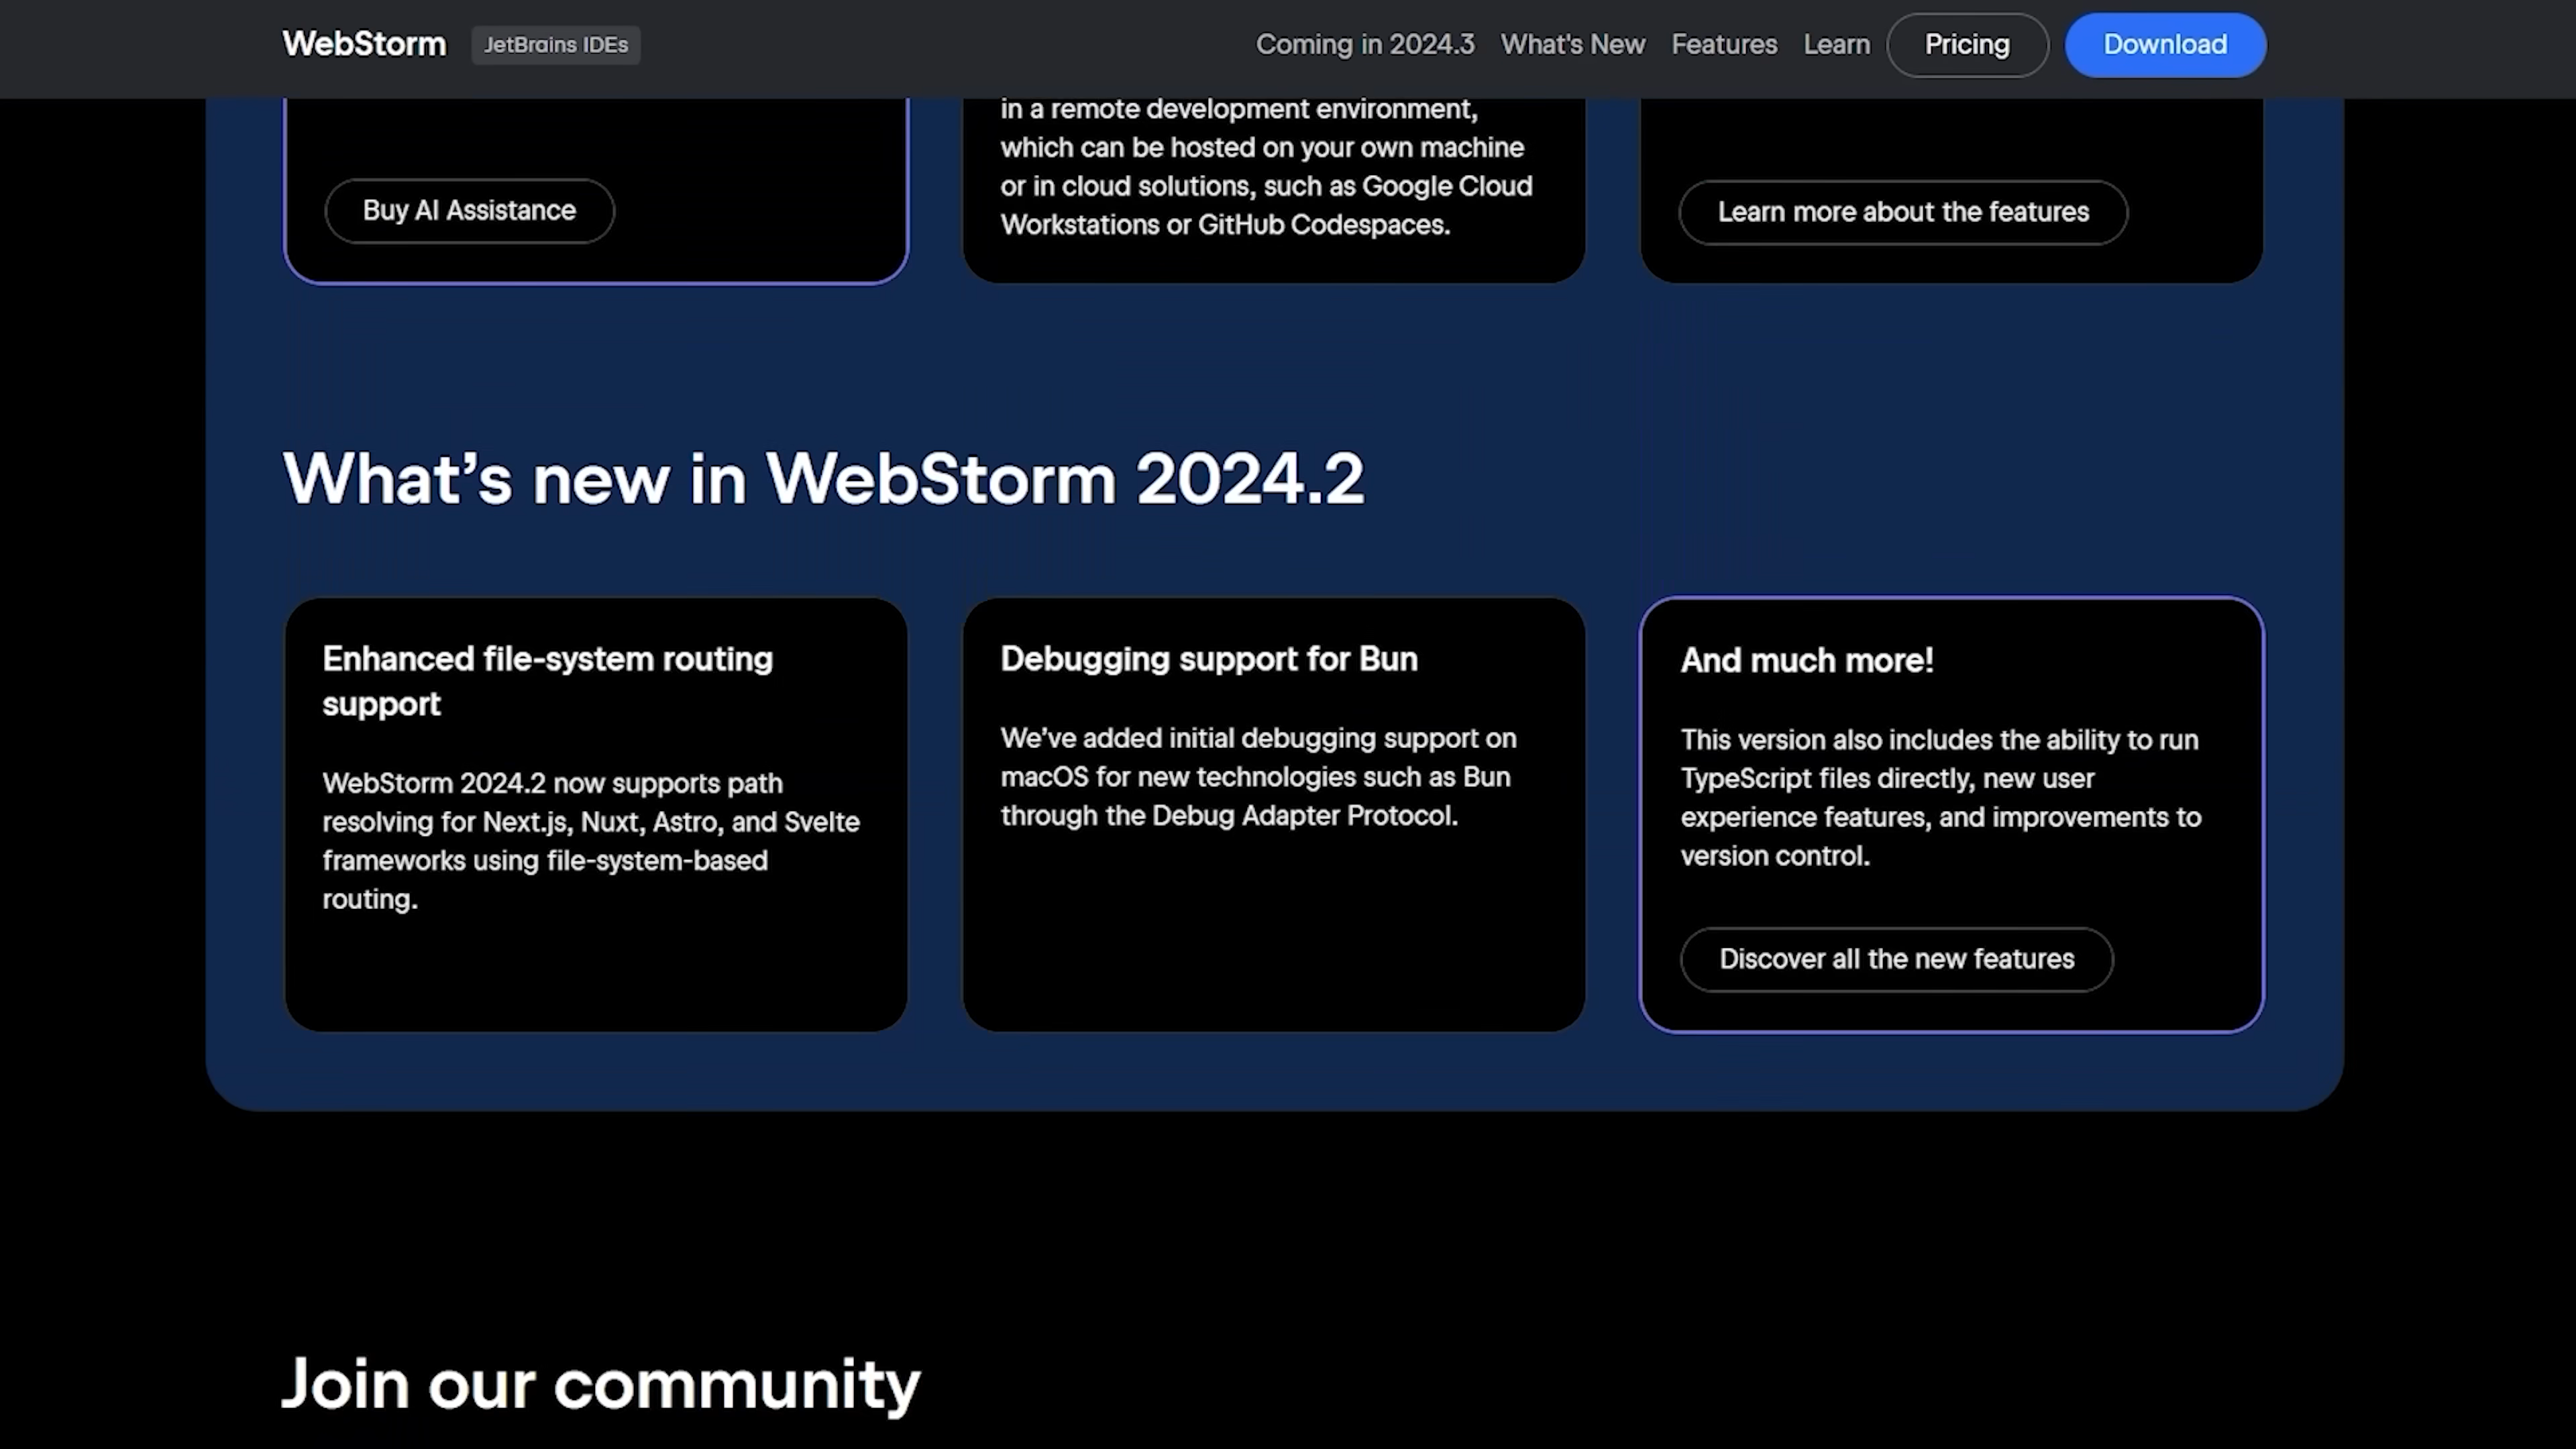 WebStorm
JetBrains IDEs
Coming in 2024.3
What's New
Features
Learn
Pricing
Download
Buy AI Assistance
in a remote development environment,
which can be hosted on your own machine
or in cloud solutions, such as Google Cloud
Workstations or GitHub Codespaces.
Learn more about the features
What’s new in WebStorm 2024.2
Enhanced file-system routing
support
WebStorm 2024.2 now supports path
resolving for Next.js, Nuxt, Astro, and Svelte
frameworks using file-system-based
routing.
Debugging support for Bun
We’ve added initial debugging support on
macOS for new technologies such as Bun
through the Debug Adapter Protocol.
And much more!
This version also includes the ability to run
TypeScript files directly, new user
experience features, and improvements to
version control.
Discover all the new features
Join our community